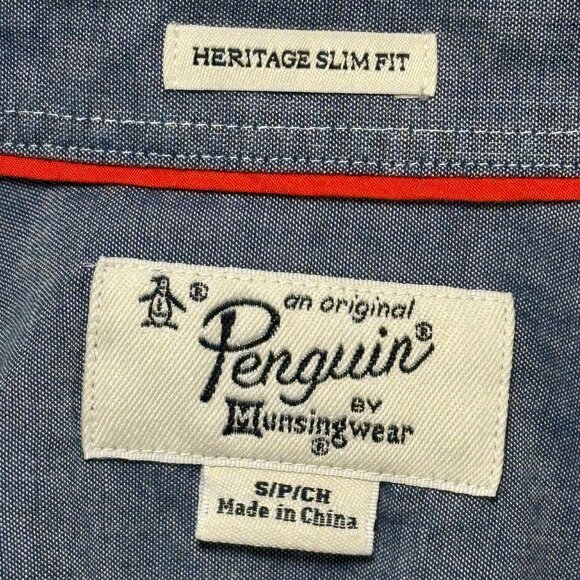 HERITAGE SLIM FIT
®
an original
Penguin®
BY
Munsingwear
®
S/P/CH
Made in China